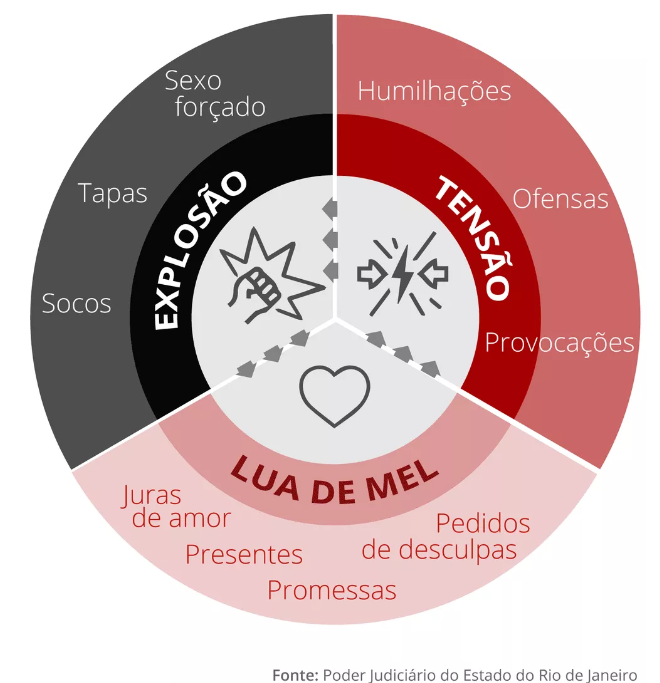 Sexo
forçado
Tapas
Socos
EXPLOSÃO
Humilhações
Ofensas
Provocações
TENSÃO
LUA DE MEL
Juras
de amor
Presentes
Promessas
Pedidos
de desculpas
Fonte: Poder Judiciário do Estado do Rio de Janeiro